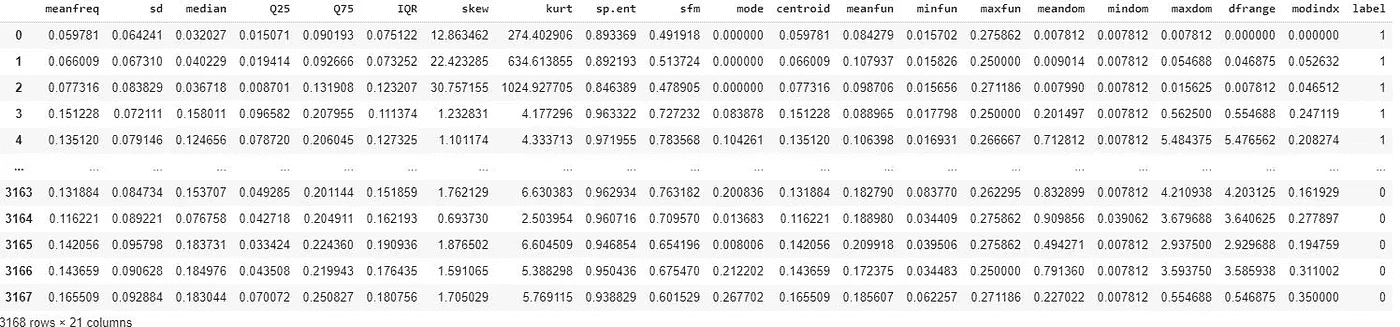 meanfreq sd median Q25 Q75 IQR skew kurt sp.ent sfm mode centroid meanfun minfun maxfun meandom mindom maxdom dfrange modindx label
0 0.059781 0.064241 0.032027 0.015071 0.090193 0.075122 12.863462 274.402906 0.893369 0.491918 0.000000 0.059781 0.084279 0.015702 0.275862 0.007812 0.007812 0.007812 0.000000 0.000000 1
1 0.066009 0.067310 0.040229 0.019414 0.092666 0.073252 22.423285 634.613855 0.892193 0.513724 0.000000 0.066009 0.107937 0.015826 0.250000 0.009014 0.007812 0.054688 0.046875 0.052632 1
2 0.077316 0.083829 0.036718 0.008701 0.131908 0.123207 30.757155 1024.927705 0.846389 0.478905 0.000000 0.077316 0.098706 0.015656 0.271186 0.007990 0.007812 0.015625 0.007812 0.046512 1
3 0.151228 0.072111 0.158011 0.096582 0.207955 0.111374 1.232831 4.177296 0.963322 0.727232 0.083878 0.151228 0.088965 0.017798 0.250000 0.201497 0.007812 0.562500 0.554688 0.247119 1
4 0.135120 0.079146 0.124656 0.078720 0.206045 0.127325 1.101174 4.333713 0.971955 0.783568 0.104261 0.135120 0.106398 0.016931 0.266667 0.712812 0.007812 5.484375 5.476562 0.208274 1
... ... ... ... ... ... ... ... ... ... ... ... ... ... ... ... ... ... ... ... ... ...
3163 0.131884 0.084734 0.153707 0.049285 0.201144 0.151859 1.762129 6.630383 0.962934 0.763182 0.200836 0.131884 0.182790 0.083770 0.262295 0.832899 0.007812 4.210938 4.203125 0.161929 0
3164 0.116221 0.089221 0.076758 0.042718 0.204911 0.162193 0.693730 2.503954 0.960716 0.709570 0.013683 0.116221 0.188980 0.034409 0.275862 0.909856 0.039062 3.679688 3.640625 0.277897 0
3165 0.142056 0.095798 0.183731 0.033424 0.224360 0.190936 1.876502 6.604509 0.946854 0.654196 0.008006 0.142056 0.209918 0.039506 0.275862 0.494271 0.007812 2.937500 2.929688 0.194759 0
3166 0.143659 0.090628 0.184976 0.043508 0.219943 0.176435 1.591065 5.388298 0.950436 0.675470 0.212202 0.143659 0.172375 0.034483 0.250000 0.791360 0.007812 3.593750 3.585938 0.311002 0
3167 0.165509 0.092884 0.183044 0.070072 0.250827 0.180756 1.705029 5.769115 0.938829 0.601529 0.267702 0.165509 0.185607 0.062257 0.271186 0.227022 0.007812 0.554688 0.546875 0.350000 0
3168 rows × 21 columns